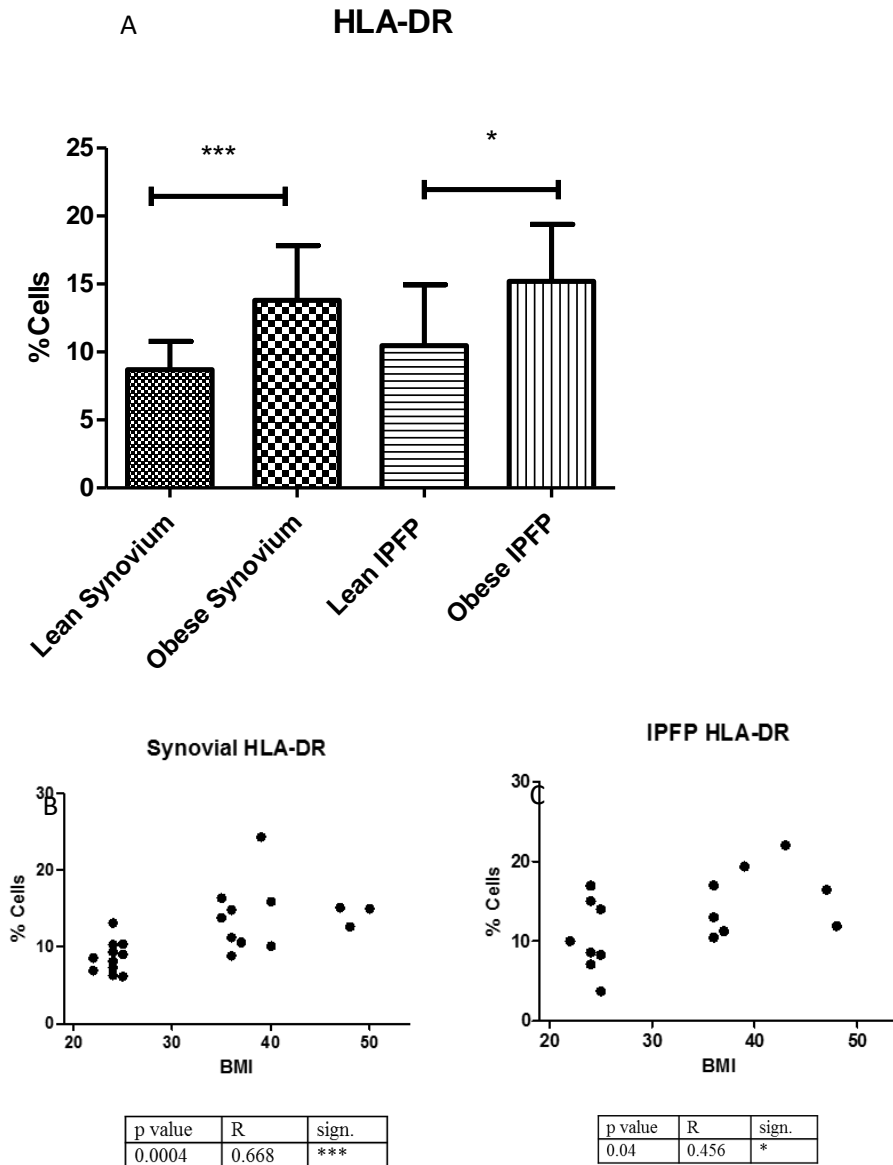 A
HLA-DR
25
***
*
20
15
%Cells
10
5
0
Lean Synovium
Obese Synovium
Lean IPFP
Obese IPFP
Synovial HLA-DR
B
30
20
% Cells
10
0
20 30 40 50
BMI
p value R sign.
0.0004 0.668 ***
IPFP HLA-DR
C
30
20
% Cells
10
0
20 30 40 50
BMI
p value R sign.
0.04 0.456 *